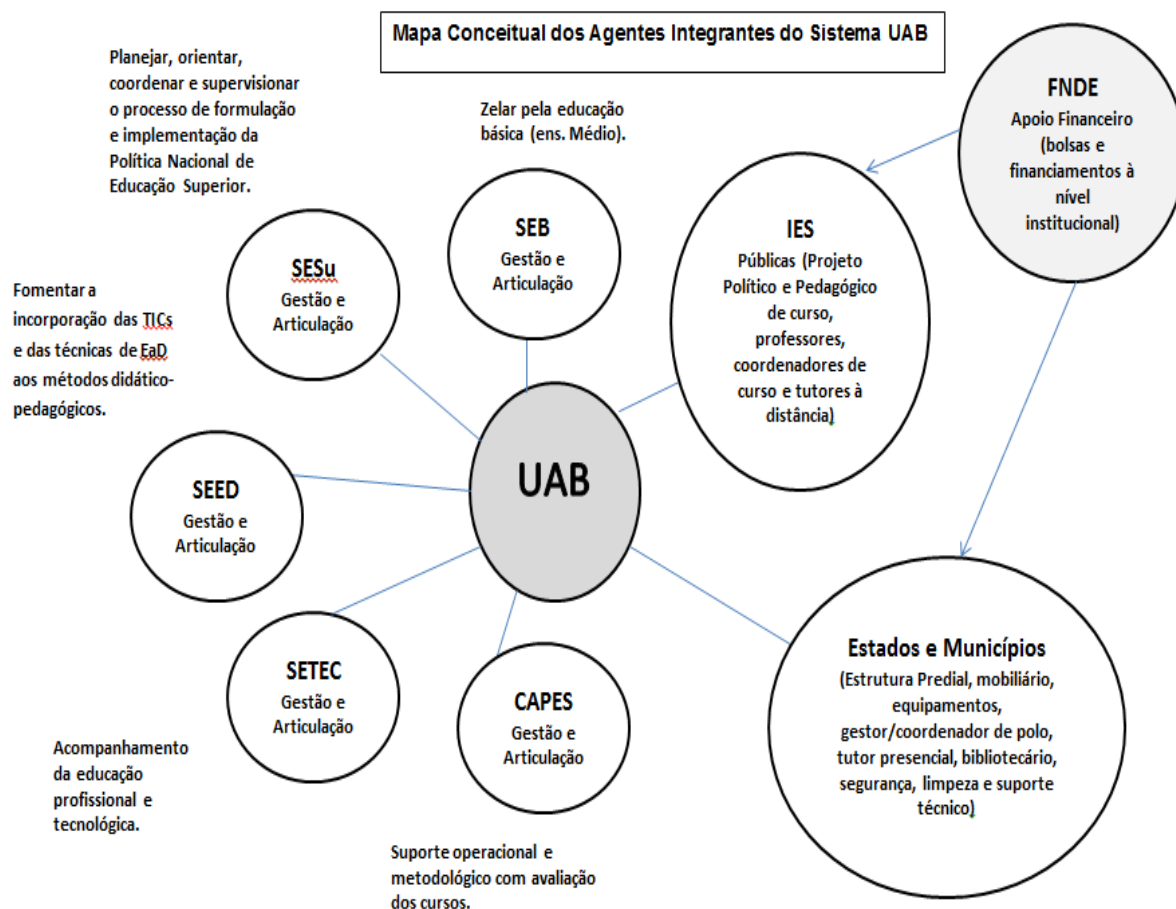 Mapa Conceitual dos Agentes Integrantes do Sistema UAB
Planejar, orientar,
coordenar e supervisionar
o processo de formulação
e implementação da
Política Nacional de
Educação Superior.
Zelar pela educação
básica (ens. Médio).
FNDE
Apoio Financeiro
(bolsas e
financiamentos à
nível
institucional)
SEB
Gestão e
Articulação
IES
Públicas (Projeto
Político e Pedagógico
de curso,
professores,
coordenadores de
curso e tutores à
distância)
SESu
Gestão e
Articulação
Fomentar a
incorporação das TICs
e das técnicas de EaD
aos métodos didático-
pedagógicos.
UAB
SEED
Gestão e
Articulação
SETEC
Gestão e
Articulação
CAPES
Gestão e
Articulação
Estados e Municípios
(Estrutura Predial, mobiliário,
equipamentos,
gestor/coordenador de polo,
tutor presencial, bibliotecário,
segurança, limpeza e suporte
técnico)
Acompanhamento
da educação
profissional e
tecnológica.
Suporte operacional e
metodológico com avaliação
dos cursos.